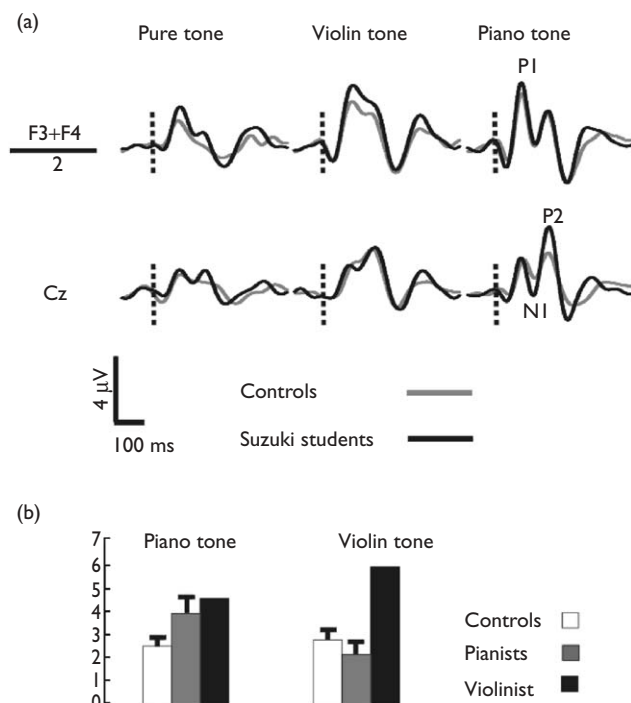 (a)
Pure tone Violin tone Piano tone
P1
F3+F4
2
P2
Cz
N1
4 μV
100 ms
Controls
Suzuki students
(b)
7
Piano tone Violin tone
6
5
4
3
2
1
0
Controls
Pianists
Violinist